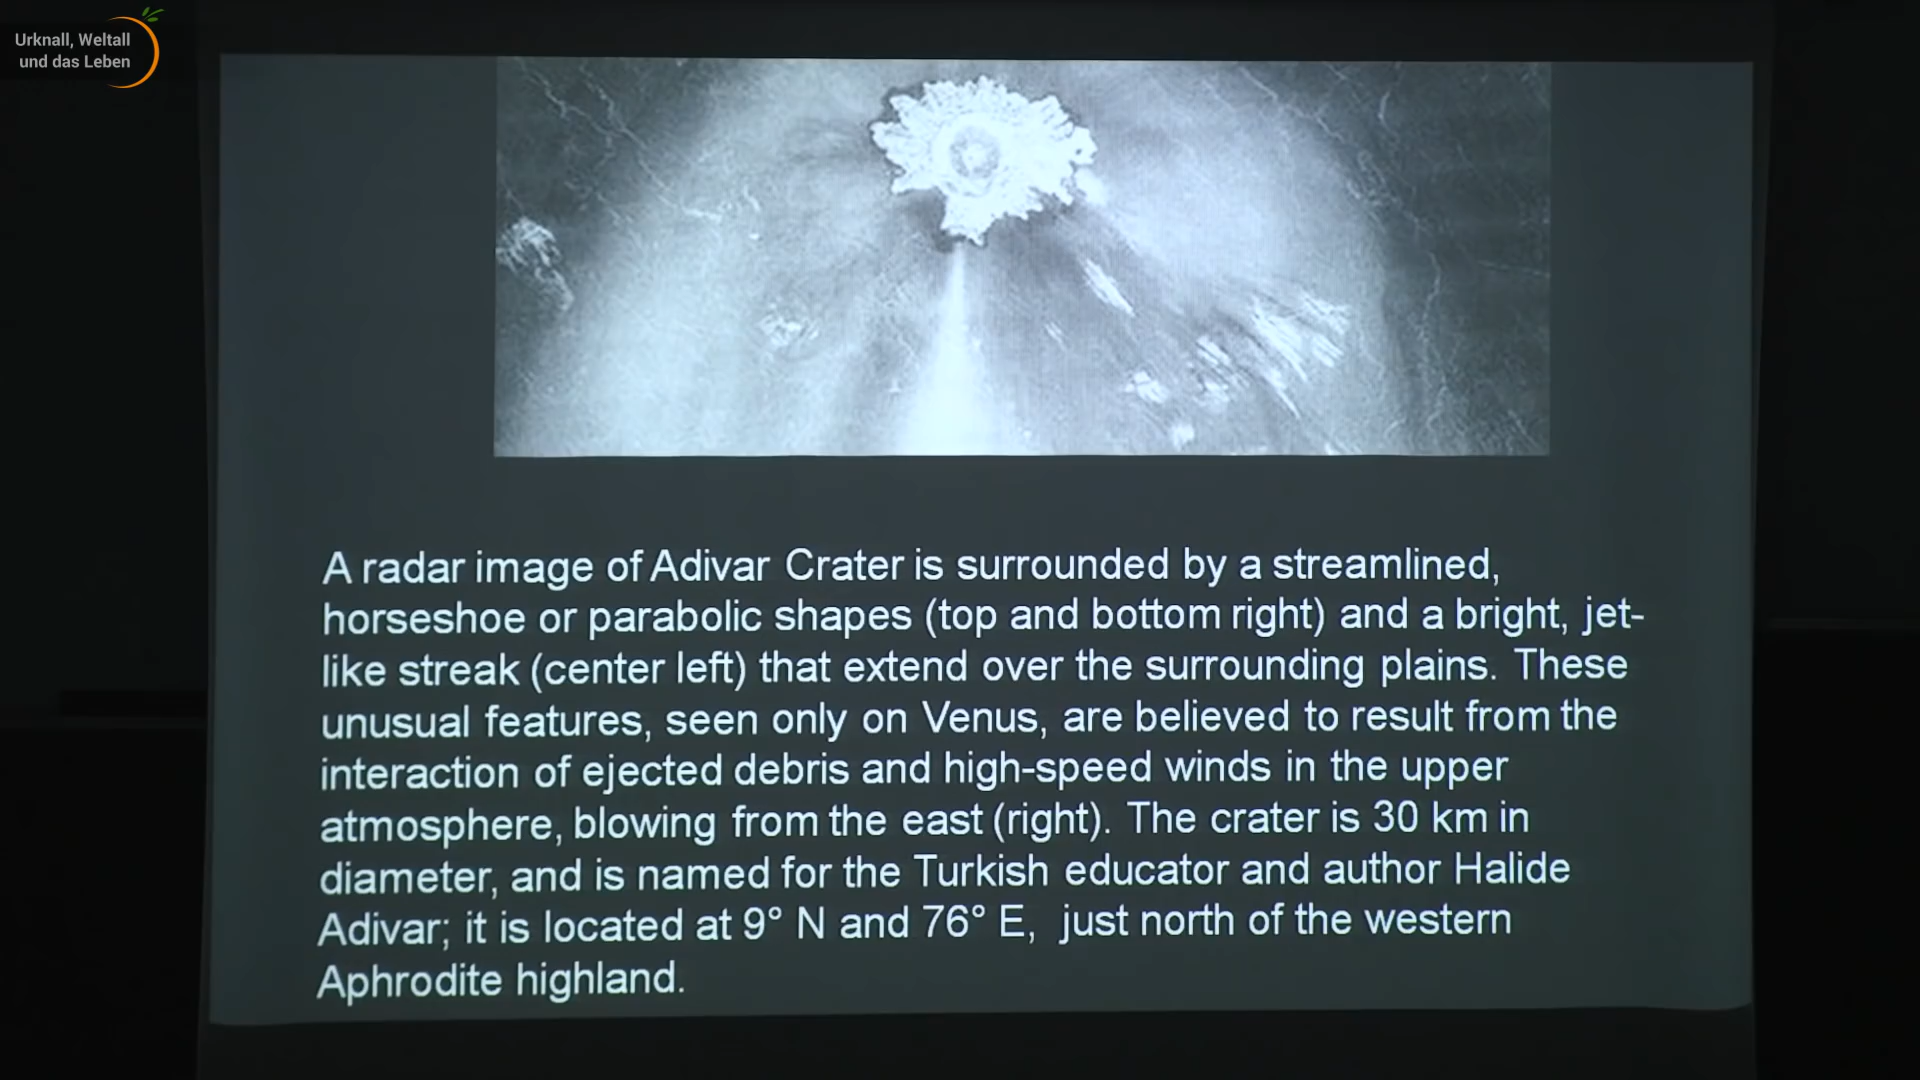 Urknall, Weltall
und das Leben
A radar image of Adivar Crater is surrounded by a streamlined,
horseshoe or parabolic shapes (top and bottom right) and a bright, jet-
like streak (center left) that extend over the surrounding plains. These
unusual features, seen only on Venus, are believed to result from the
interaction of ejected debris and high-speed winds in the upper
atmosphere, blowing from the east (right). The crater is 30 km in
diameter, and is named for the Turkish educator and author Halide
Adivar; it is located at 9° N and 76° E, just north of the western
Aphrodite highland.